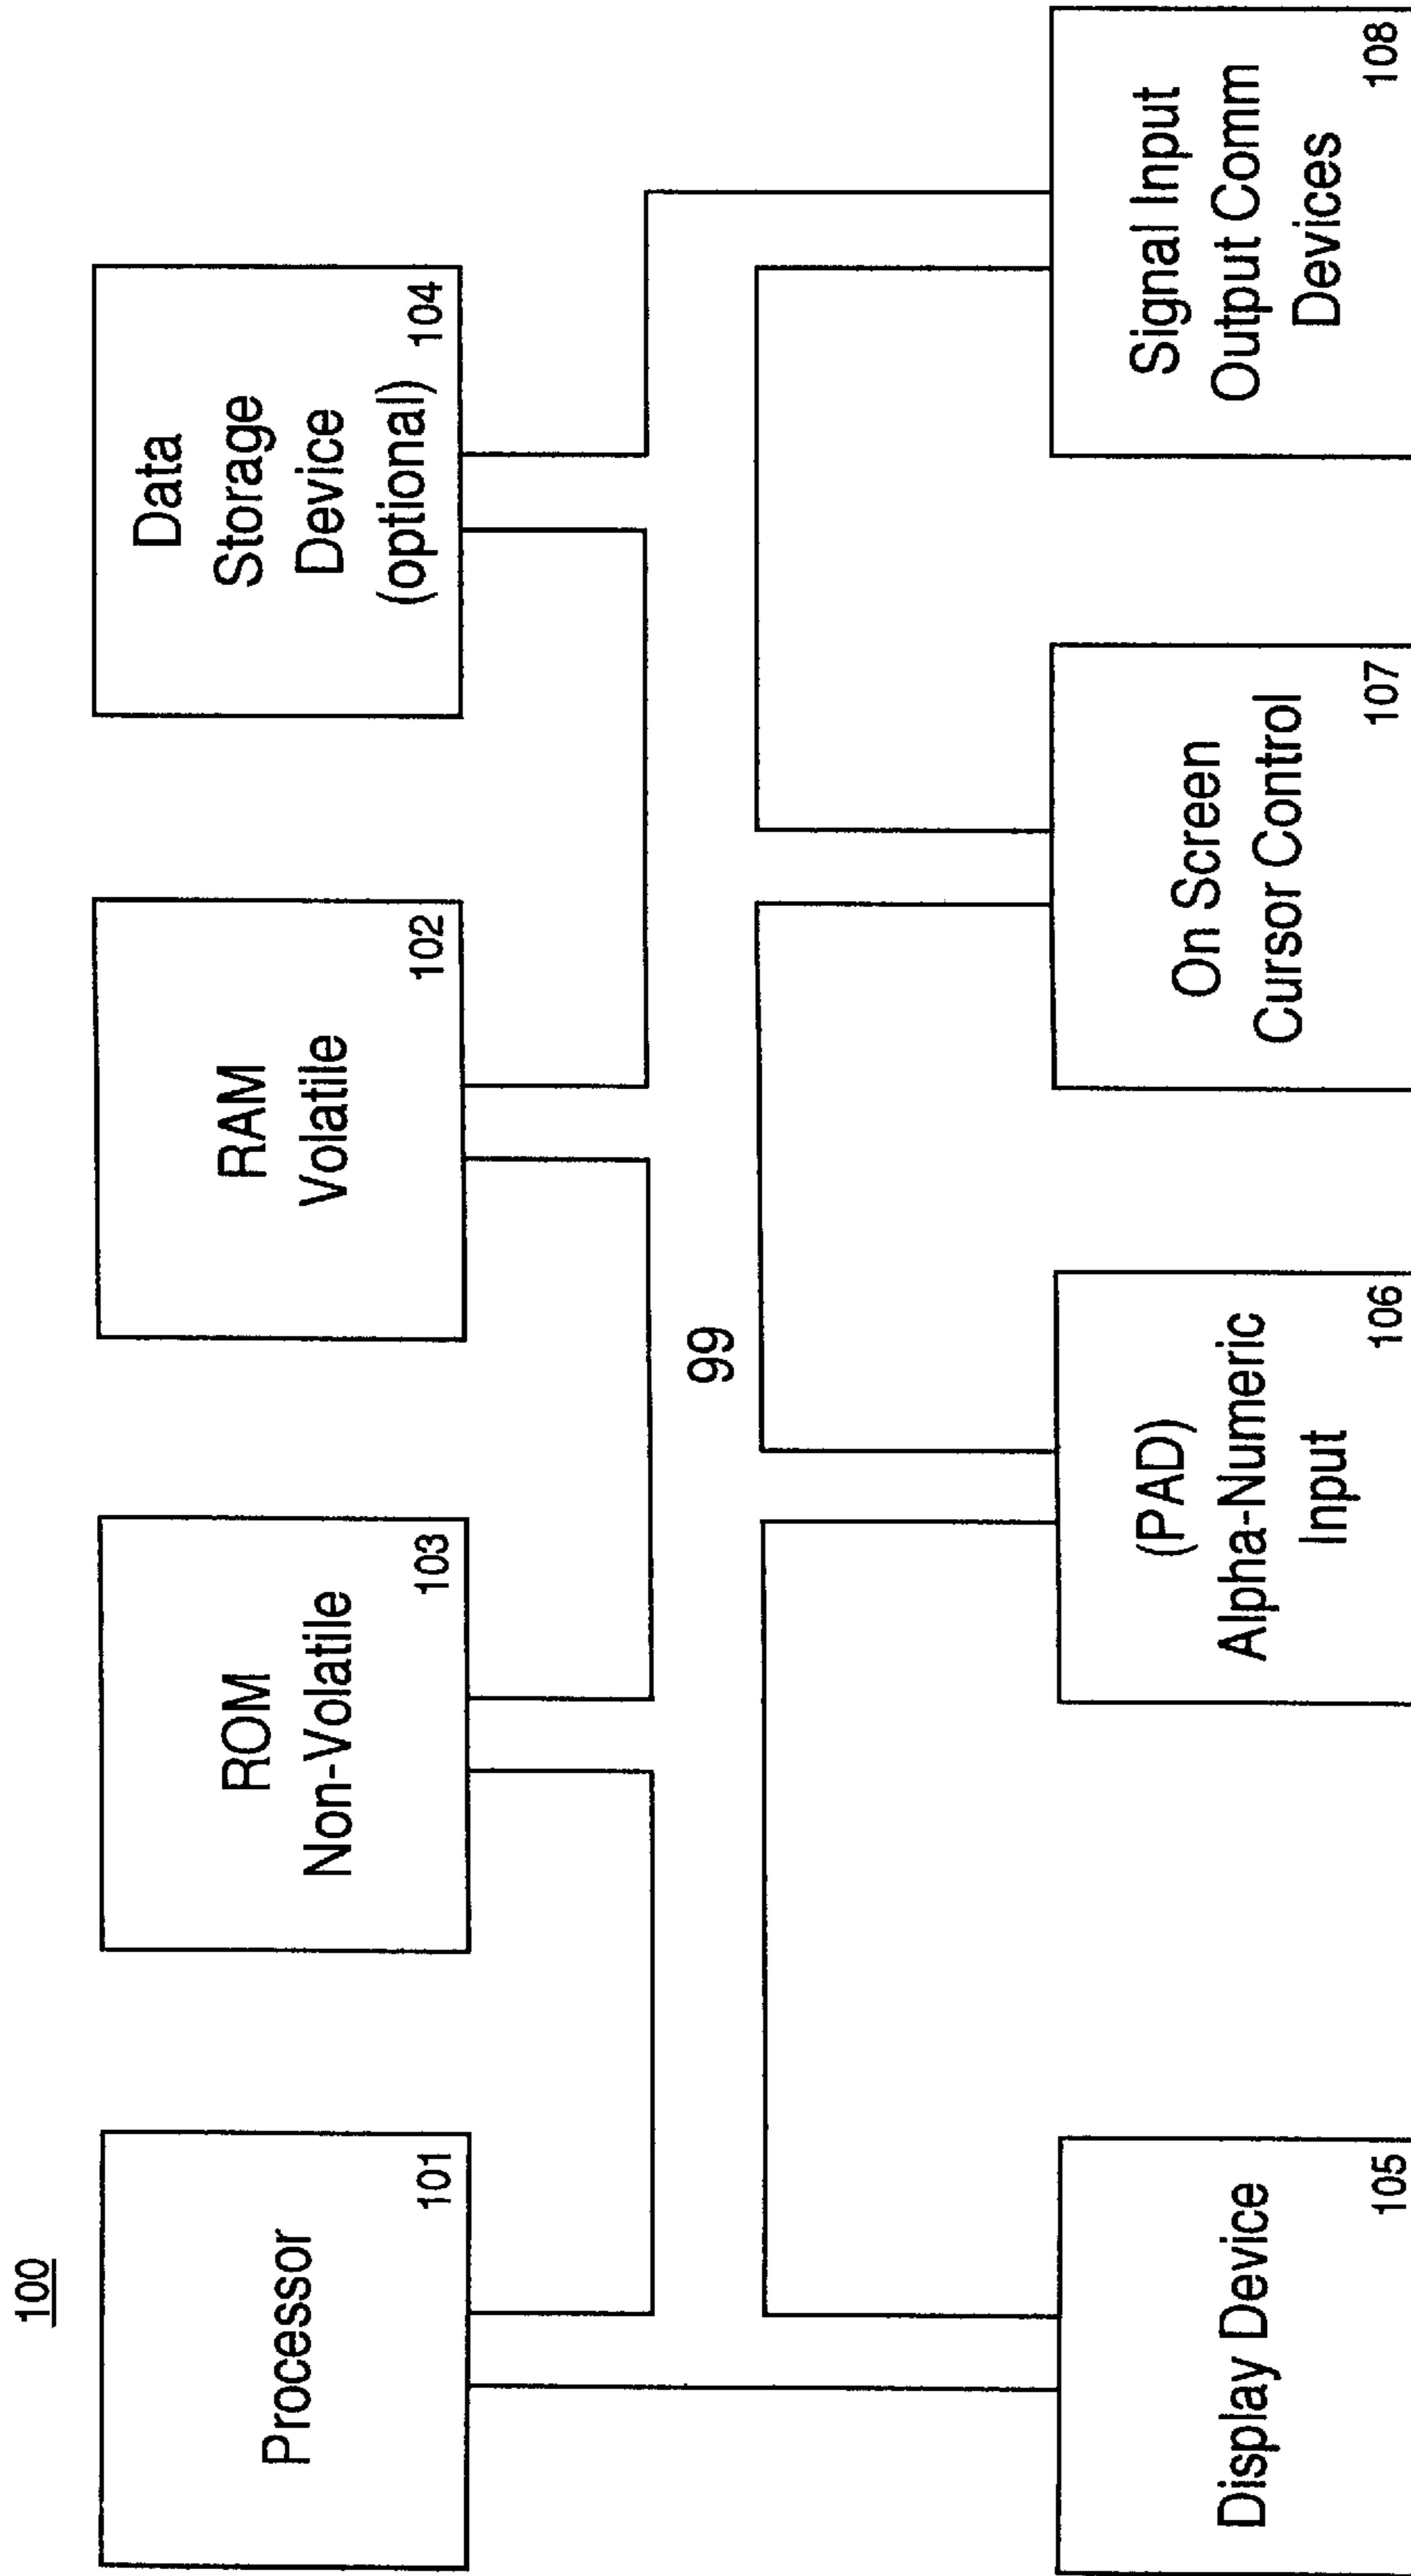 100
Processor
101
ROM
Non-Volatile
103
RAM
Volatile
102
Data
Storage
Device
(optional)
104
99
Display Device
105
(PAD)
Alpha-Numeric
Input
106
On Screen
Cursor Control
107
Signal Input
Output Comm
Devices
108